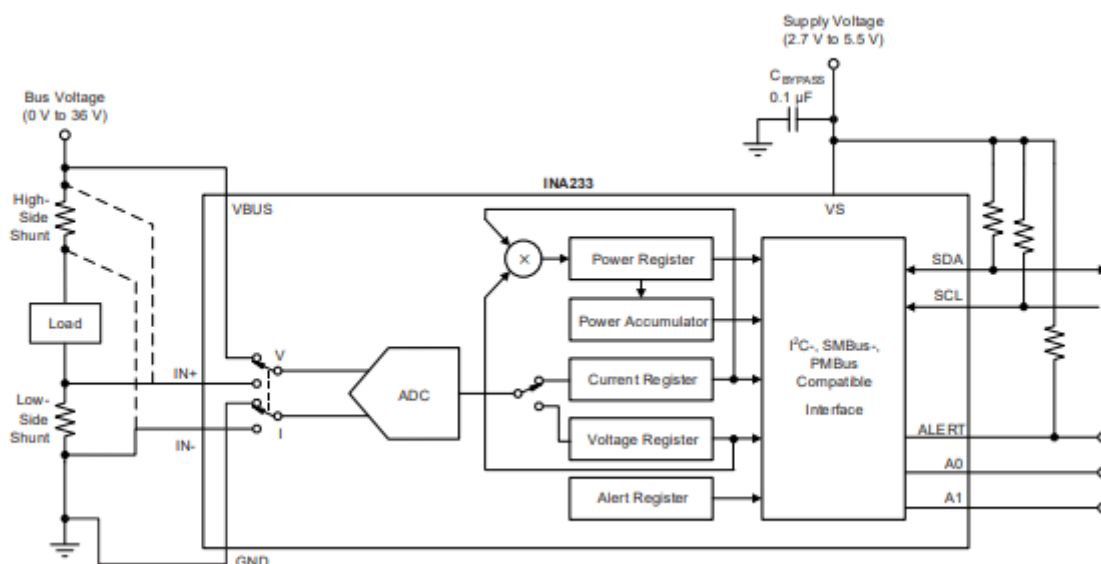 Supply Voltage
(2.7 V to 5.5 V)
C_BYPASS
0.1 µF
Bus Voltage
(0 V to 36 V)
INA233
VBUS
VS
High-
Side
Shunt
Power Register
SDA
SCL
Load
Power Accumulator
V
I²C-, SMBus-,
PMBus
Compatible
Interface
IN+
ADC
Current Register
Low-
Side
Shunt
I
IN-
Voltage Register
ALERT
A0
Alert Register
A1
GND
×